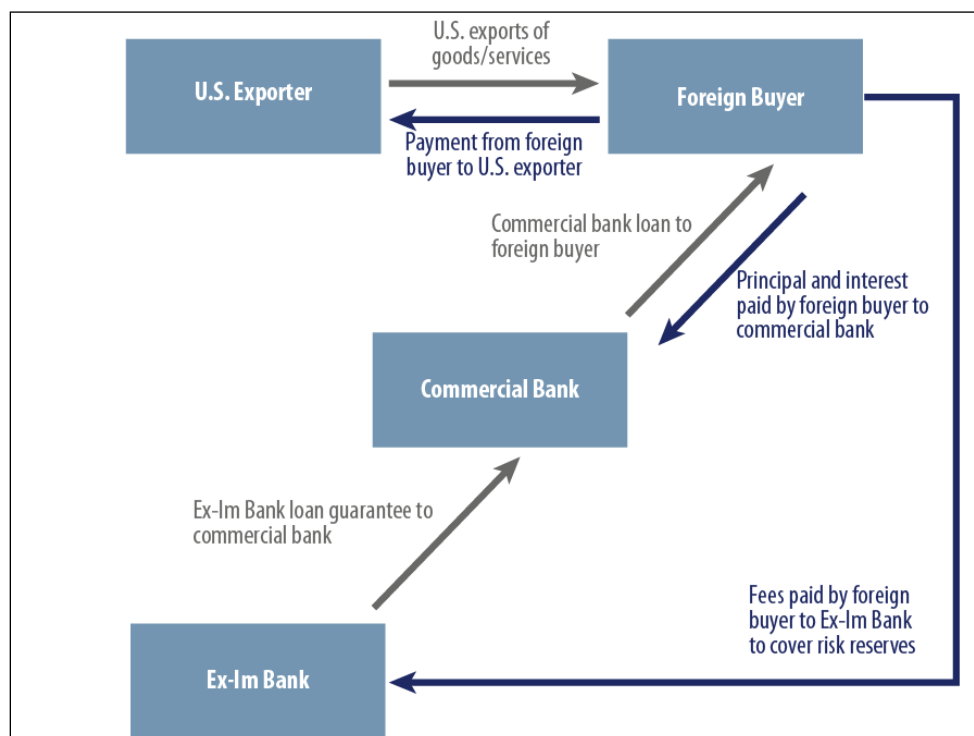 U.S. exports of
goods/services
U.S. Exporter
Foreign Buyer
Payment from foreign
buyer to U.S. exporter
Commercial bank loan to
foreign buyer
Principal and interest
paid by foreign buyer to
commercial bank
Commercial Bank
Ex-Im Bank loan guarantee to
commercial bank
Fees paid by foreign
buyer to Ex-Im Bank
to cover risk reserves
Ex-Im Bank